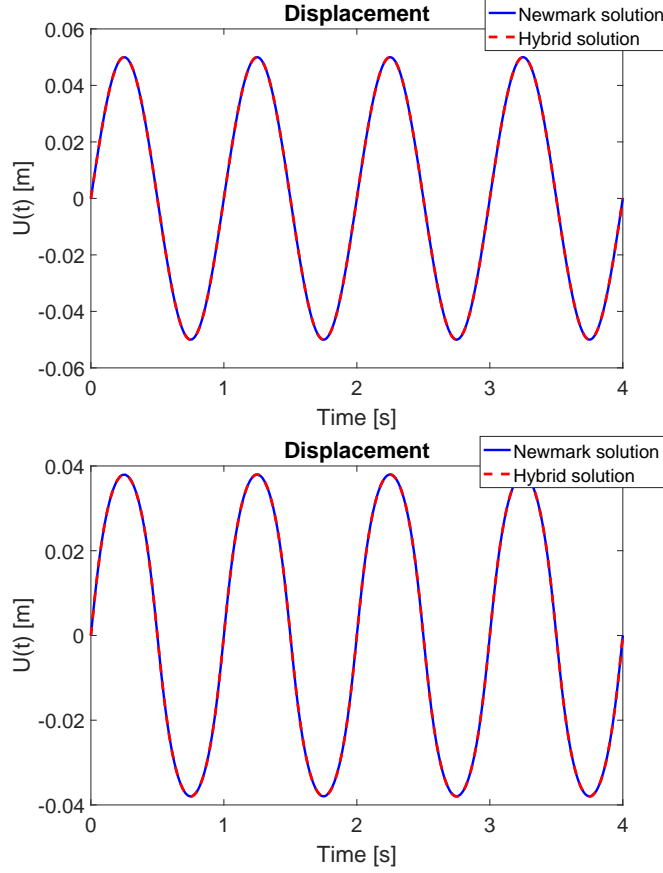 Displacement
Newmark solution
Hybrid solution
0.06
0.04
0.02
0
-0.02
-0.04
-0.06
U(t) [m]
0 1 2 3 4
Time [s]
Displacement
Newmark solution
Hybrid solution
0.04
0.02
0
-0.02
-0.04
U(t) [m]
0 1 2 3 4
Time [s]